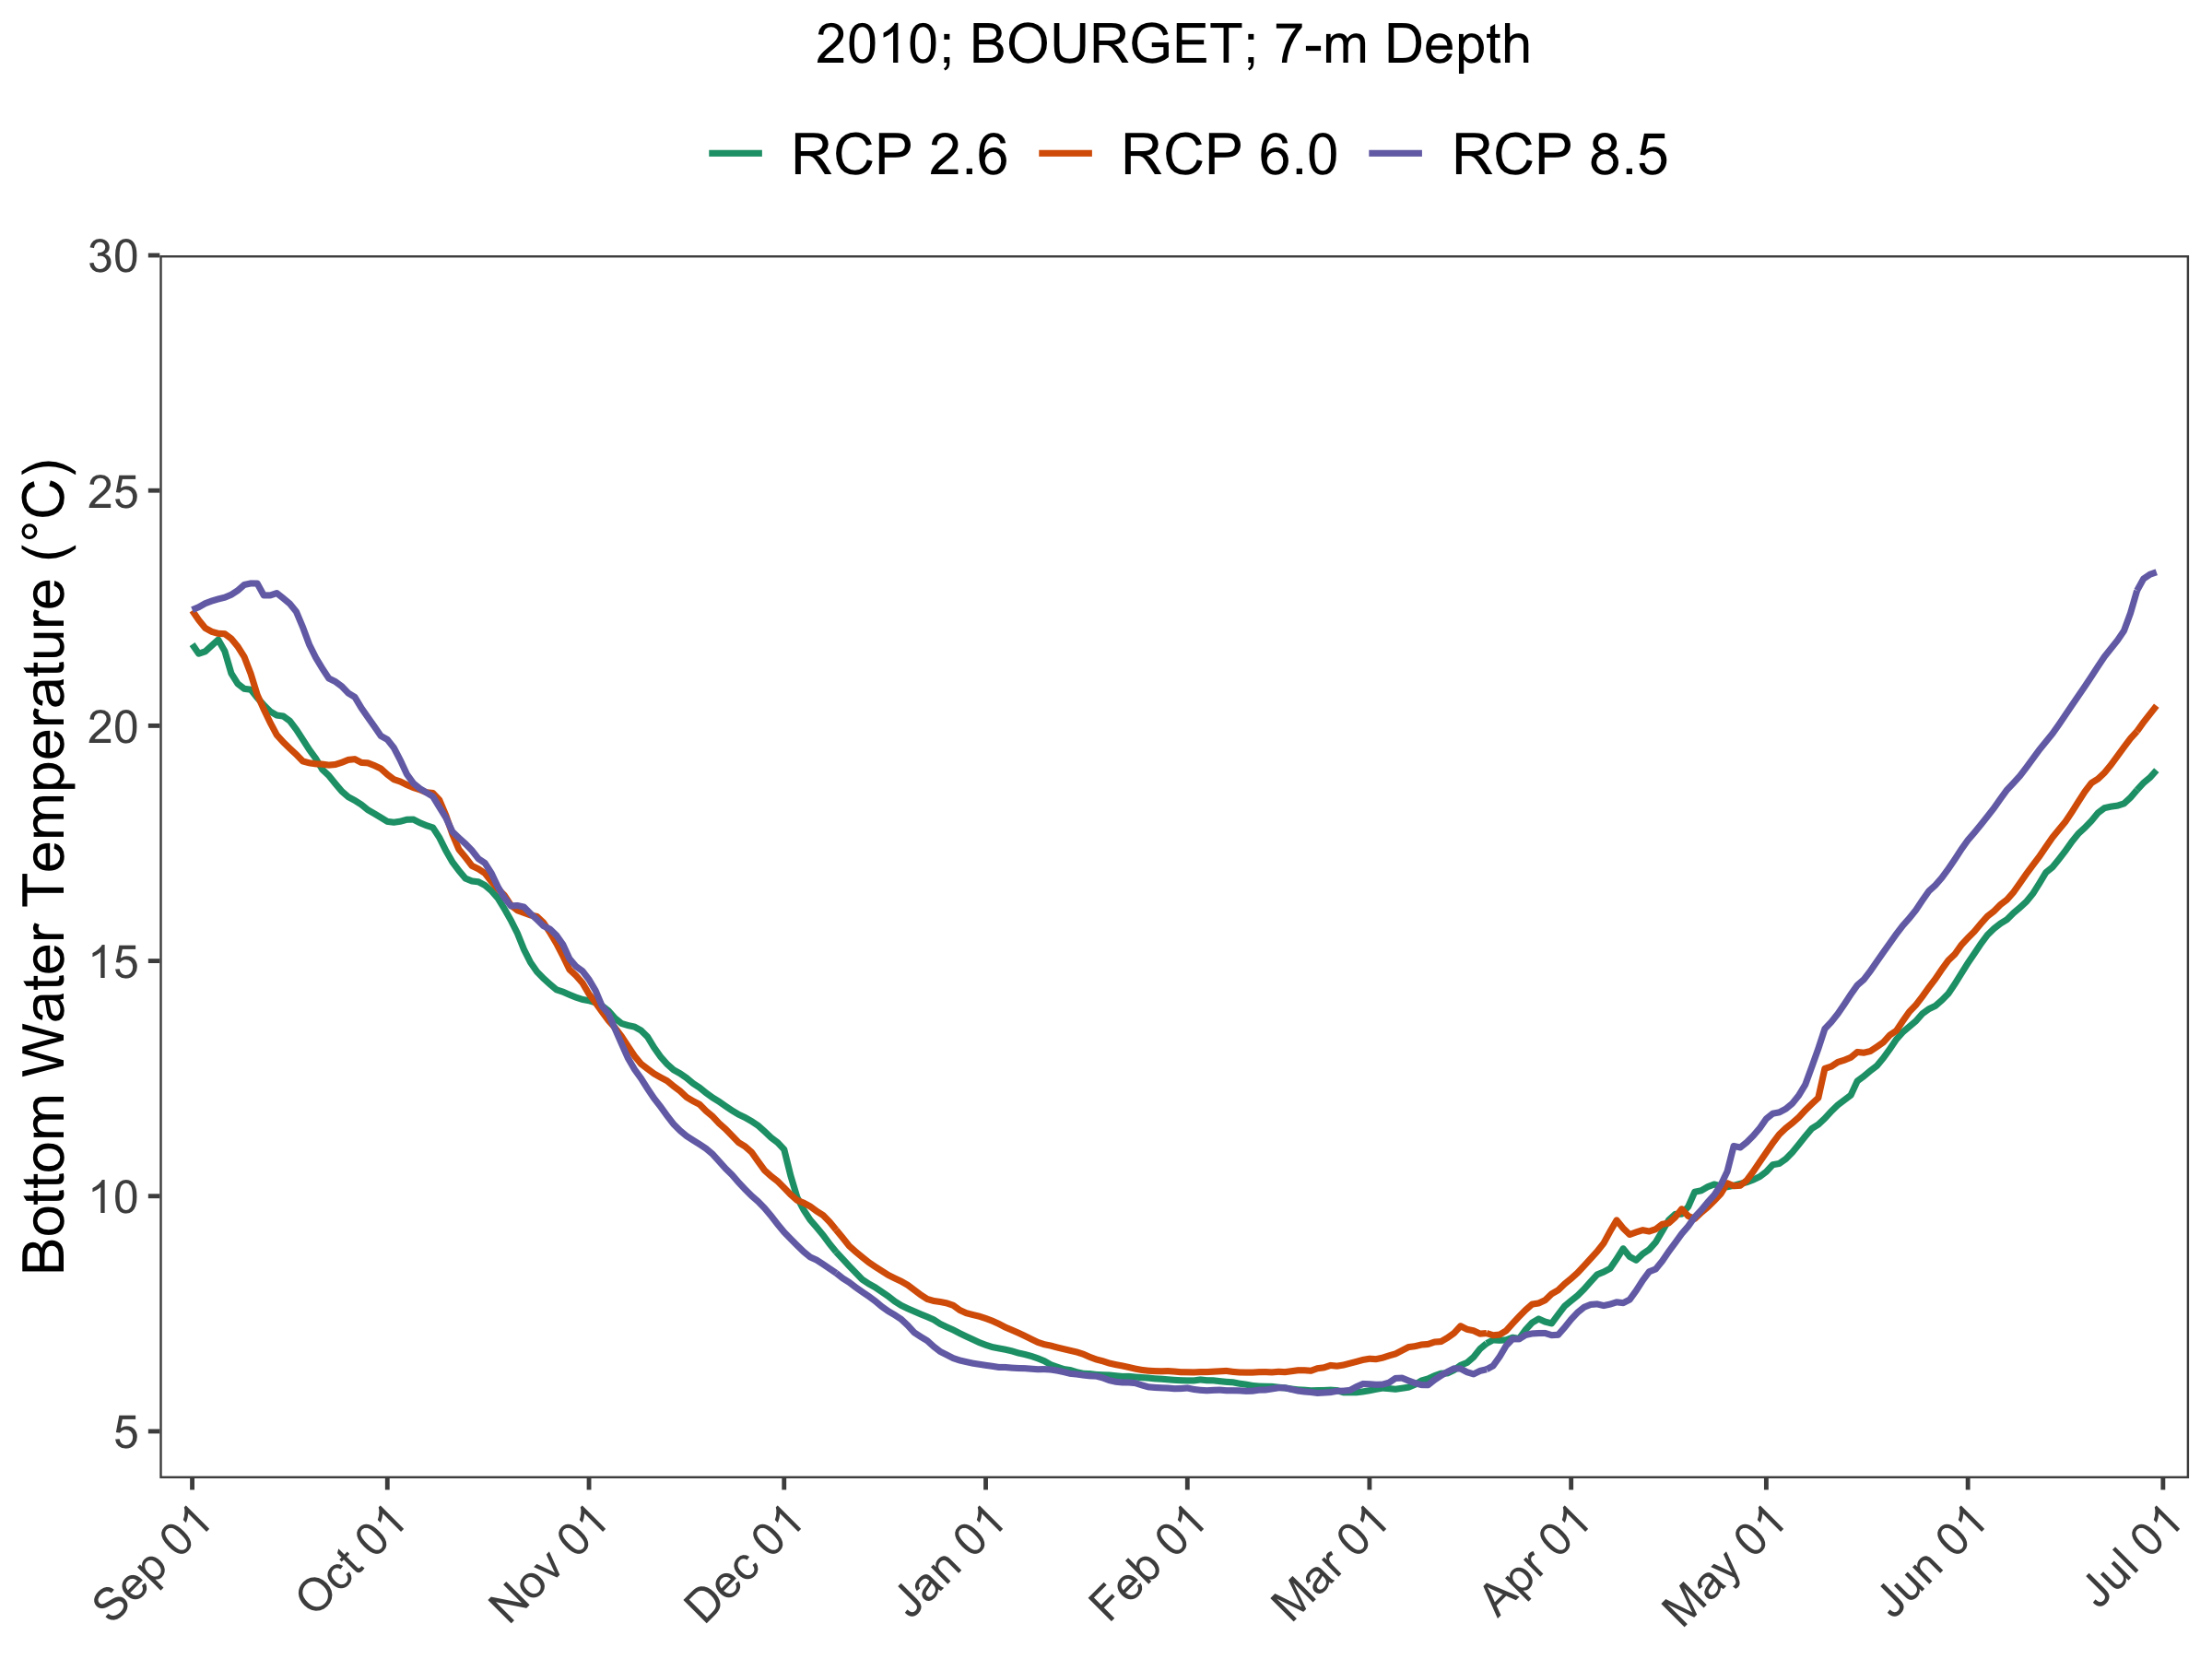 2010; BOURGET; 7-m Depth
RCP 2.6 RCP 6.0 RCP 8.5
Bottom Water Temperature (°C)
30
25
20
15
10
5
Sep 01 Oct 01 Nov 01 Dec 01 Jan 01 Feb 01 Mar 01 Apr 01 May 01 Jun 01 Jul 01